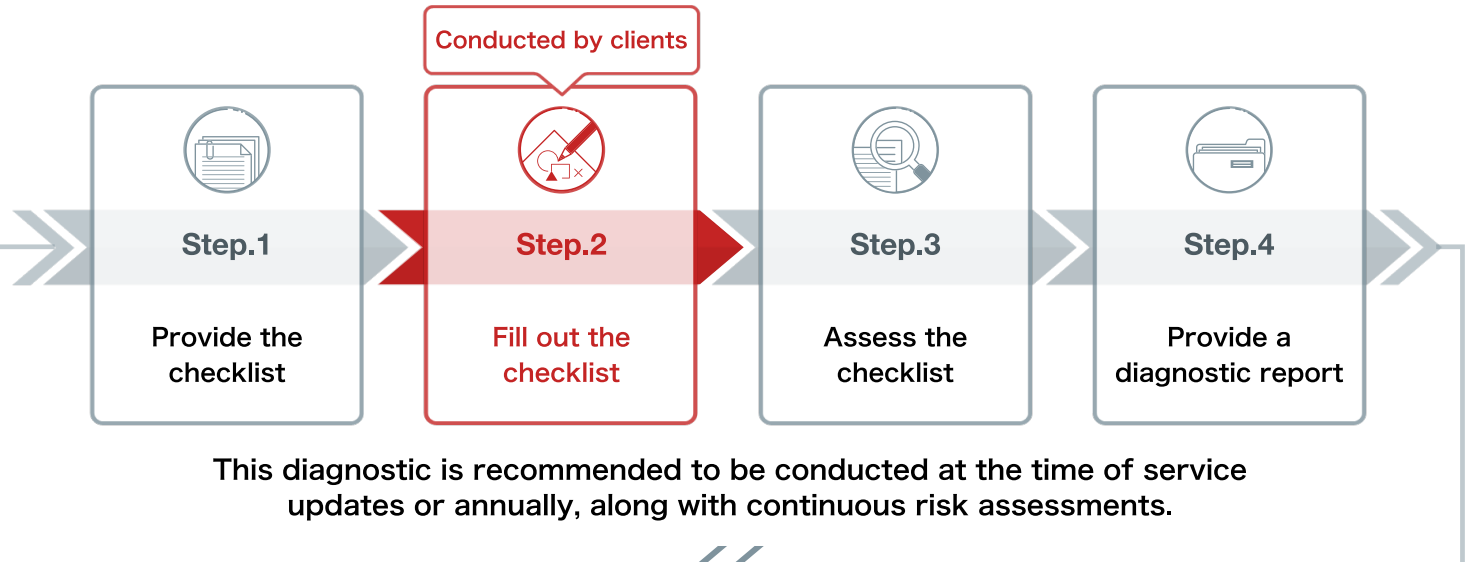 Conducted by clients
Step.1
Provide the
checklist
Step.2
Fill out the
checklist
Step.3
Assess the
checklist
Step.4
Provide a
diagnostic report
This diagnostic is recommended to be conducted at the time of service
updates or annually, along with continuous risk assessments.